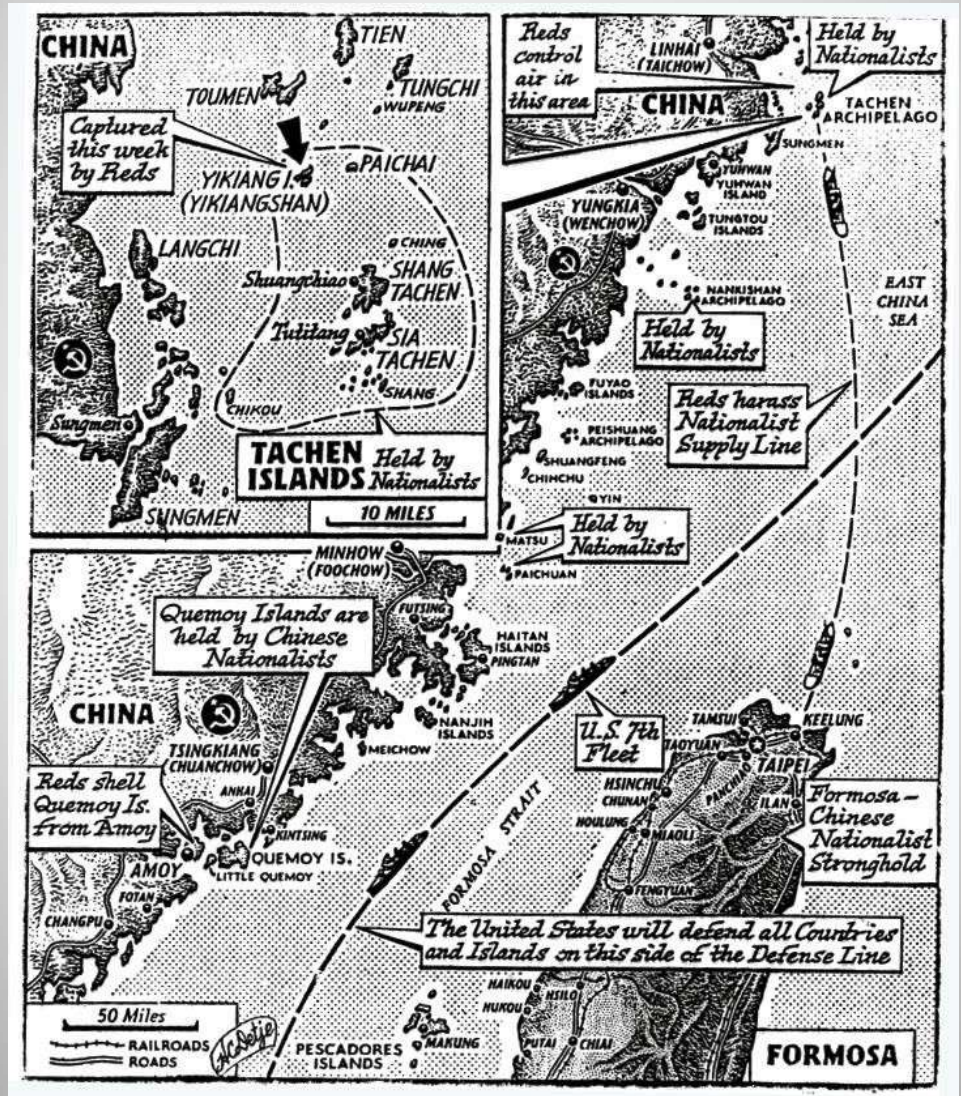 CHINA
TIEN
TOUMEN
TUNGCHI
WUPENG
Captured
this week
by Reds
PAICHAI
YIKIANG I.
(YIKIANGSHAN)
LANGCHI
CHING
Shuangchiao
SHANG
TACHEN
Tutitang
SIA
TACHEN
SHANG
CHIKOU
Sungmen
TACHEN
ISLANDS
Held by
Nationalists
SUNGMEN
10 MILES
Reds
control
air in
this area
LINHAI
(TAICHOW)
Held by
Nationalists
CHINA
TACHEN
ARCHIPELAGO
SUNGMEN
YUHWAN
YUHWAN
ISLAND
YUNGKIA
(WENCHOW)
TUNGTOU
ISLANDS
EAST
CHINA
SEA
NANKISHAN
ARCHIPELAGO
Held by
Nationalists
FUYAO
ISLANDS
Reds harass
Nationalist
Supply Line
PEISHUANG
ARCHIPELAGO
SHUANGFENG
CHIHCHU
YIN
Held by
Nationalists
MATSU
PAICHUAN
MINHOW
(FOOCHOW)
Quemoy Islands are
held by Chinese
Nationalists
FUTSING
HAITAN
ISLANDS
PINGTAN
CHINA
NANJIH
ISLANDS
MEICHOW
TSINGKIANG
(CHUANCHOW)
U.S. 7th
Fleet
TAMSUI
KEELUNG
TAOYUAN
TAIPEI
PANCHIAO
Reds shell
Quemoy Is.
from Amoy
ANHAI
KINTSING
HSINCHU
CHUNAN
ILAN
Formosa —
Chinese
Nationalist
Stronghold
HOULUNG
MIAOLI
AMOY
QUEMOY IS.
LITTLE QUEMOY
FORMOSA STRAIT
FENGYUAN
FOTAN
CHANGPU
The United States will defend all Countries
and Islands on this side of the Defense Line
HAIKOU
HSILO
HUKOU
50 Miles
RAILROADS
ROADS
PESCADORES
ISLANDS
MAKUNG
PUTAI
CHIAI
FORMOSA